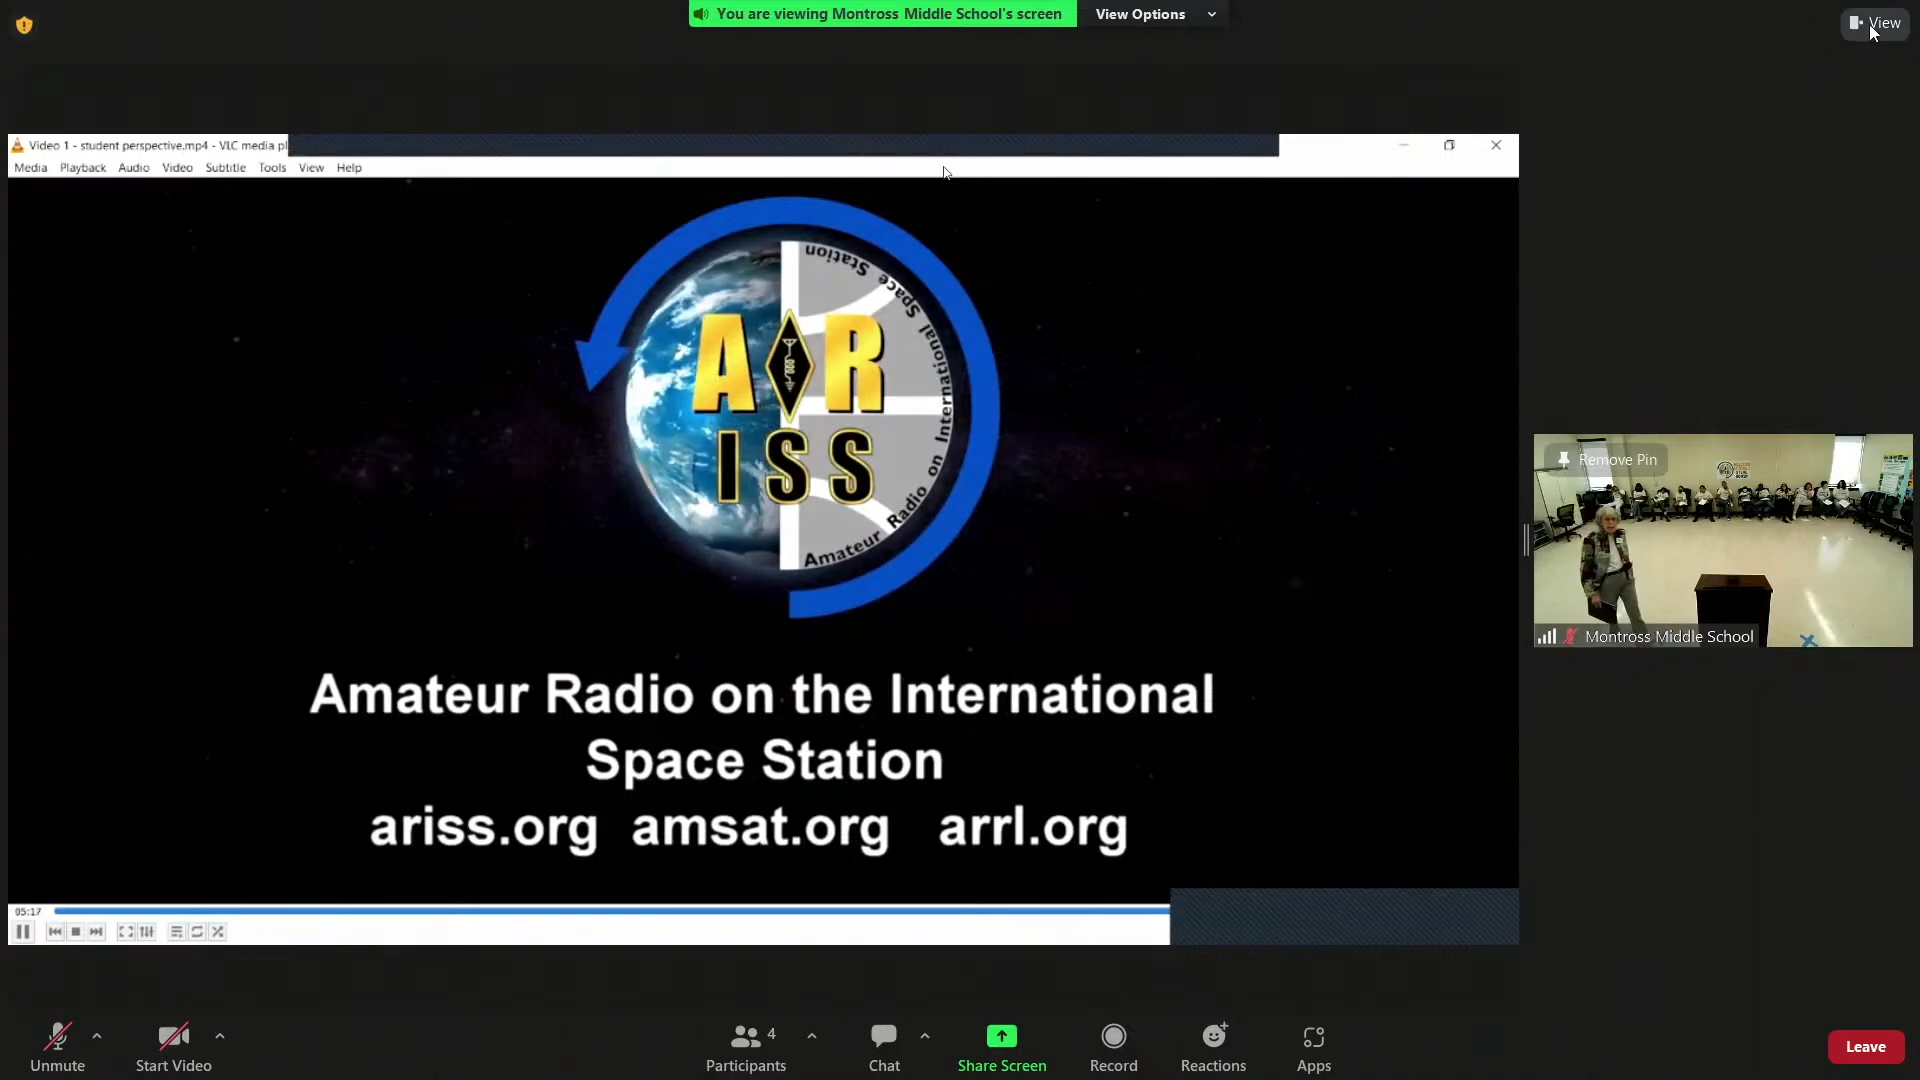 You are viewing Montross Middle School's screen
View Options
View
Video 1 - student perspective.mp4 - VLC media pl
Media Playback Audio Video Subtitle Tools View Help
A R
ISS
Amateur Radio on International Space Station
Amateur Radio on the International
Space Station
ariss.org amsat.org arrl.org
05:17
Remove Pin
Montross Middle School
Unmute
Start Video
4
Participants
Chat
Share Screen
Record
Reactions
Apps
Leave